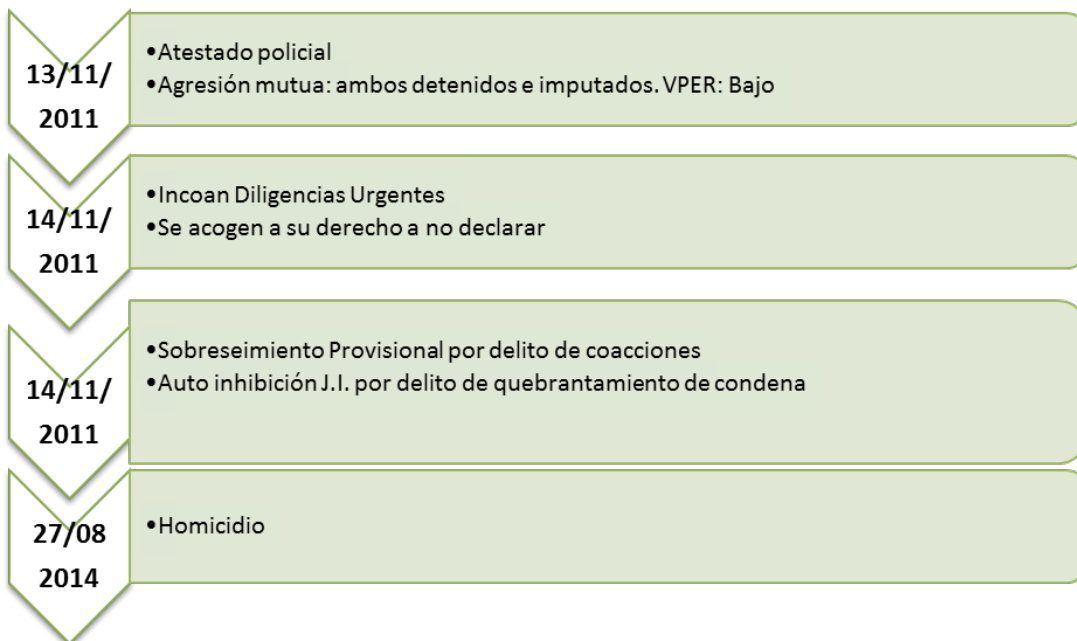 13/11/
2011
•Atestado policial
•Agresión mutua: ambos detenidos e imputados. VPER: Bajo
14/11/
2011
•Incoan Diligencias Urgentes
•Se acogen a su derecho a no declarar
14/11/
2011
•Sobreseimiento Provisional por delito de coacciones
•Auto inhibición J.I. por delito de quebrantamiento de condena
27/08
2014
•Homicidio